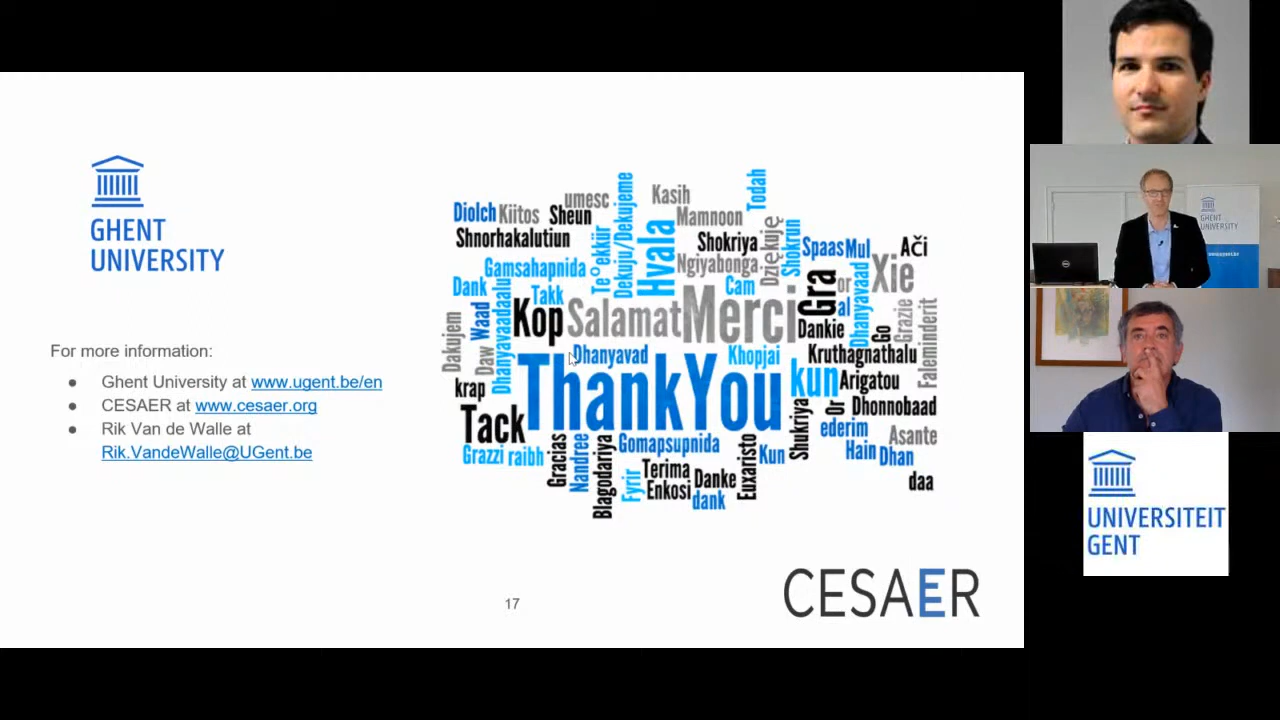 GHENT
UNIVERSITY
For more information:
● Ghent University at www.ugent.be/en
● CESAER at www.cesaer.org
● Rik Van de Walle at
Rik.VandeWalle@UGent.be
Diolch
Kiitos
umesc
Sheun
Shnorhakalutiun
Gamsahapnida
Te°ekkür
Dekuju/Dekujeme
Hvala
Kasih
Mamnoon
Shokriya
Ngiyabonga
Cam
Todah
Dziękuję
Shokrun
Spaas
Mul
Ači
Xie
Gra
or
al
Dhanyavaad
Dankie
Go
Grazie
Faleminderit
Dank
Takk
Waad
Dhanyavaadaalu
Dakujem
Daw
Kop
Salamat
Merci
Dhanyavad
Khopjai
Kruthagnathalu
ThankYou
kun
Arigatou
krap
Tack
Grazzi
raibh
Gracias
Nandree
Blagodariya
Gomapsupnida
Fyrir
Terima
Enkosi
Danke
dank
Euxaristo
Kun
Shukriya
Or
Dhonnobaad
ederim
Asante
Hain
Dhan
daa
17
CESAER
GHENT
UNIVERSITY
DELL
UNIVERSITEIT
GENT